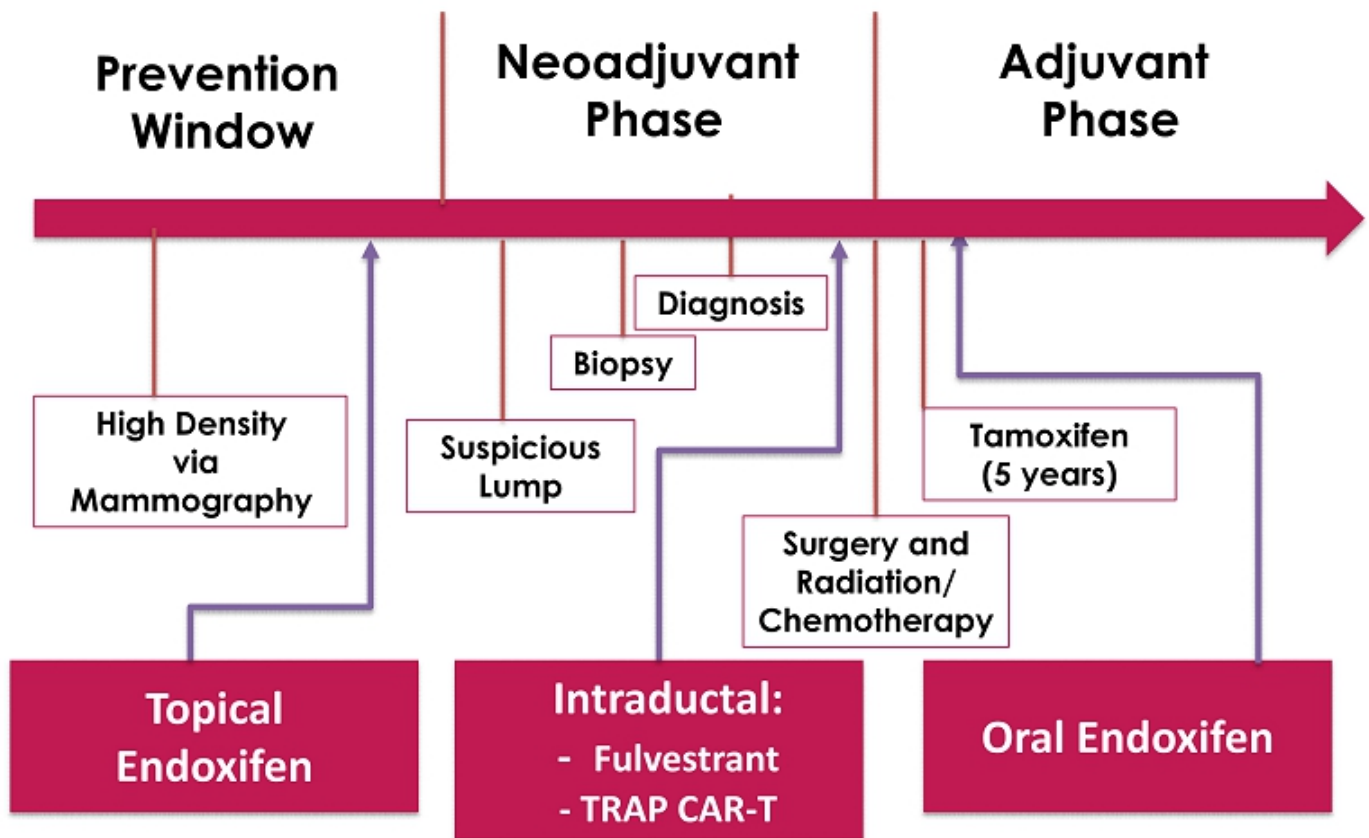 Prevention
Window
Neoadjuvant
Phase
Adjuvant
Phase
Diagnosis
Biopsy
High Density
via
Mammography
Suspicious
Lump
Tamoxifen
(5 years)
Surgery and
Radiation/
Chemotherapy
Topical
Endoxifen
Intraductal:
- Fulvestrant
- TRAP CAR-T
Oral Endoxifen